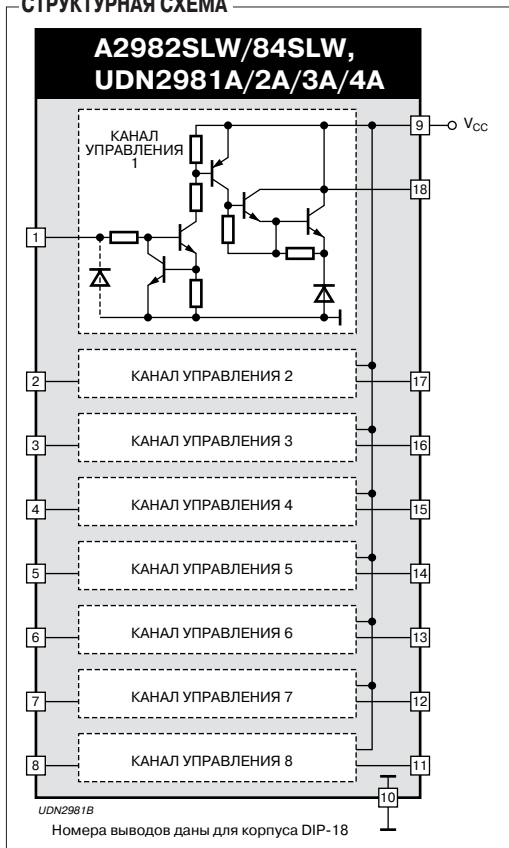 СТРУКТУРНАЯ СХЕМА
A2982SLW/84SLW,
UDN2981A/2A/3A/4A
КАНАЛ
УПРАВЛЕНИЯ
1
9
V_CC
18
1
2
КАНАЛ УПРАВЛЕНИЯ 2
17
3
КАНАЛ УПРАВЛЕНИЯ 3
16
4
КАНАЛ УПРАВЛЕНИЯ 4
15
5
КАНАЛ УПРАВЛЕНИЯ 5
14
6
КАНАЛ УПРАВЛЕНИЯ 6
13
7
КАНАЛ УПРАВЛЕНИЯ 7
12
8
КАНАЛ УПРАВЛЕНИЯ 8
11
10
UDN2981B
Номера выводов даны для корпуса DIP-18